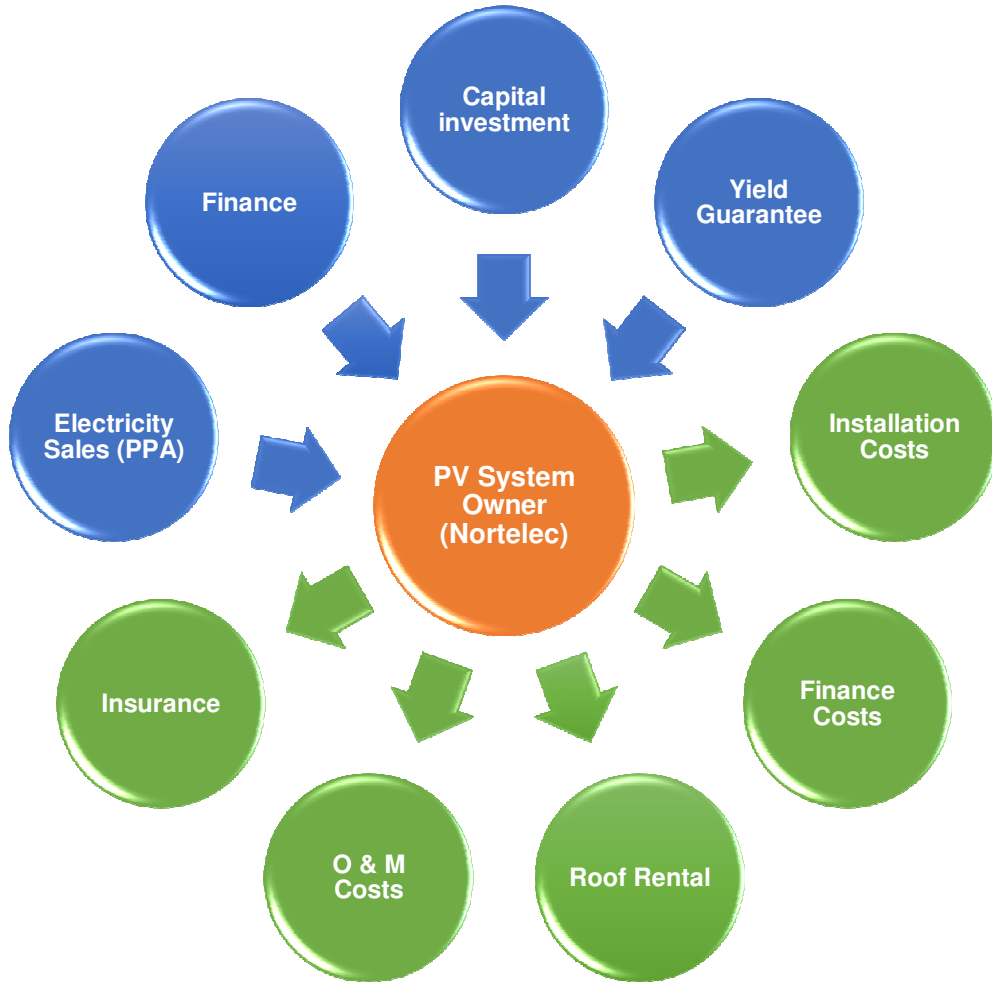 Capital
investment
Finance
Yield
Guarantee
Electricity
Sales (PPA)
PV System
Owner
(Nortelec)
Installation
Costs
Insurance
Finance
Costs
O & M
Costs
Roof Rental